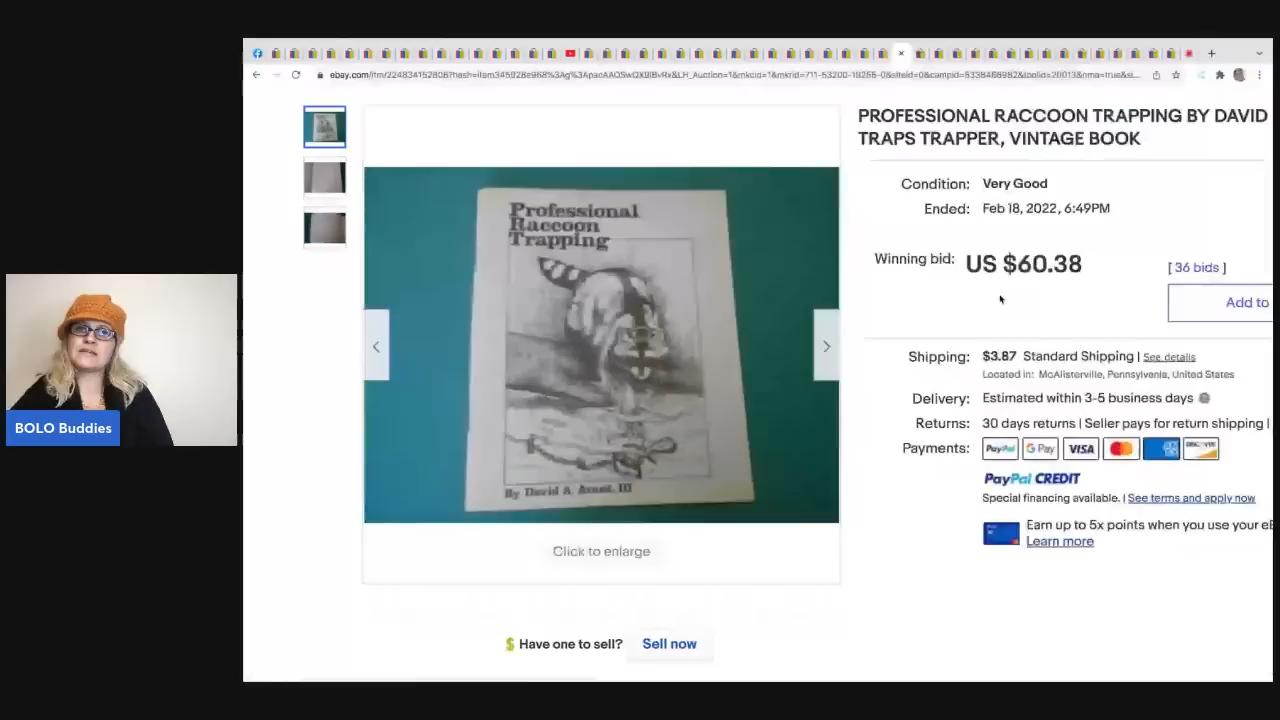 PROFESSIONAL RACCOON TRAPPING BY DAVID
TRAPS TRAPPER, VINTAGE BOOK
Condition: Very Good
Ended: Feb 18, 2022, 6:49PM
Winning bid: US $60.38
[ 36 bids ]
Add to
Shipping: $3.87 Standard Shipping | See details
Located in: McAlisterville, Pennsylvania, United States
Delivery: Estimated within 3-5 business days
Returns: 30 days returns | Seller pays for return shipping |
Payments: PayPal G Pay VISA DISCOVER
PayPal CREDIT
Special financing available. | See terms and apply now
Earn up to 5x points when you use your eB
Learn more
Professional
Raccoon
Trapping
By David A. III
Click to enlarge
Have one to sell? Sell now
BOLO Buddies